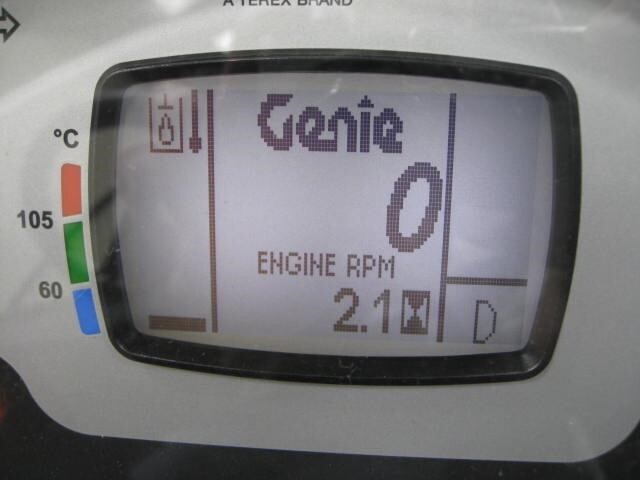 A TEREX BRAND
Genie
°C
105
0
ENGINE RPM
60
2.1
D